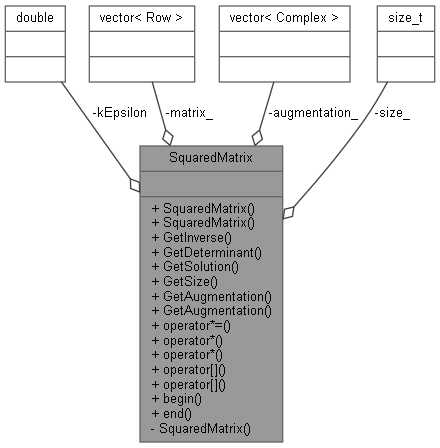 double
vector< Row >
vector< Complex >
size_t
-kEpsilon
-matrix_
-augmentation_
-size_
SquaredMatrix
+ SquaredMatrix()
+ SquaredMatrix()
+ GetInverse()
+ GetDeterminant()
+ GetSolution()
+ GetSize()
+ GetAugmentation()
+ GetAugmentation()
+ operator*=()
+ operator*()
+ operator*()
+ operator[]()
+ operator[]()
+ begin()
+ end()
- SquaredMatrix()